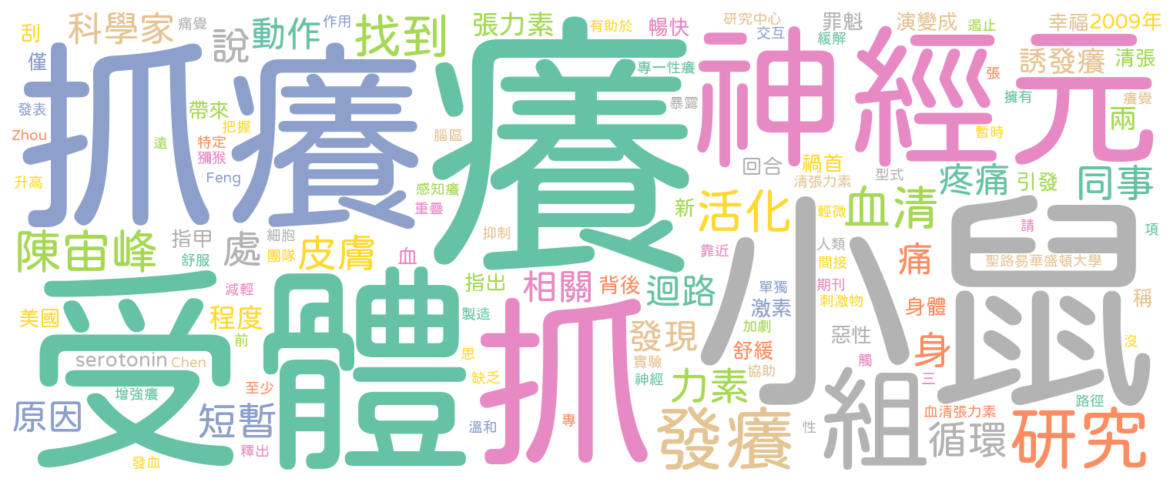 刮
科學家
痛覺
說
動作
作用
找到
張力素
有助於
暢快
研究中心
交互
罪魁
緩解
演變成
遏止
幸福
2009年
僅
發表
Zhou
升高
遠
抓癢
帶來
把握
特定
獼猴
Feng
癢
腦區
感知癢
重疊
抑制
專一性癢
暴露
神經元
誘發癢
清張
張
擁有
癢覺
兩
暫時
回合
禍首
清張力素
型式
疼痛
引發
同事
新
活化
輕微
血清
陳宙峰
指甲
舒服
處
細胞
團隊
皮膚
血
指出
相關
背後
迴路
靠近
小鼠
人類
間接
期刊
刺激物
痛
請
項
聖路易華盛頓大學
單獨
激素
身體
稱
減輕
美國
程度
前
受體
製造
抓
發現
實驗
神經
加劇
舒緩
協助
惡性
身
觸
三
沒
路徑
serotonin
Chen
增強癢
至少
思
缺乏
溫和
專
力素
原因
短暫
釋出
發血
發癢
性
組
循環
血清張力素
研究